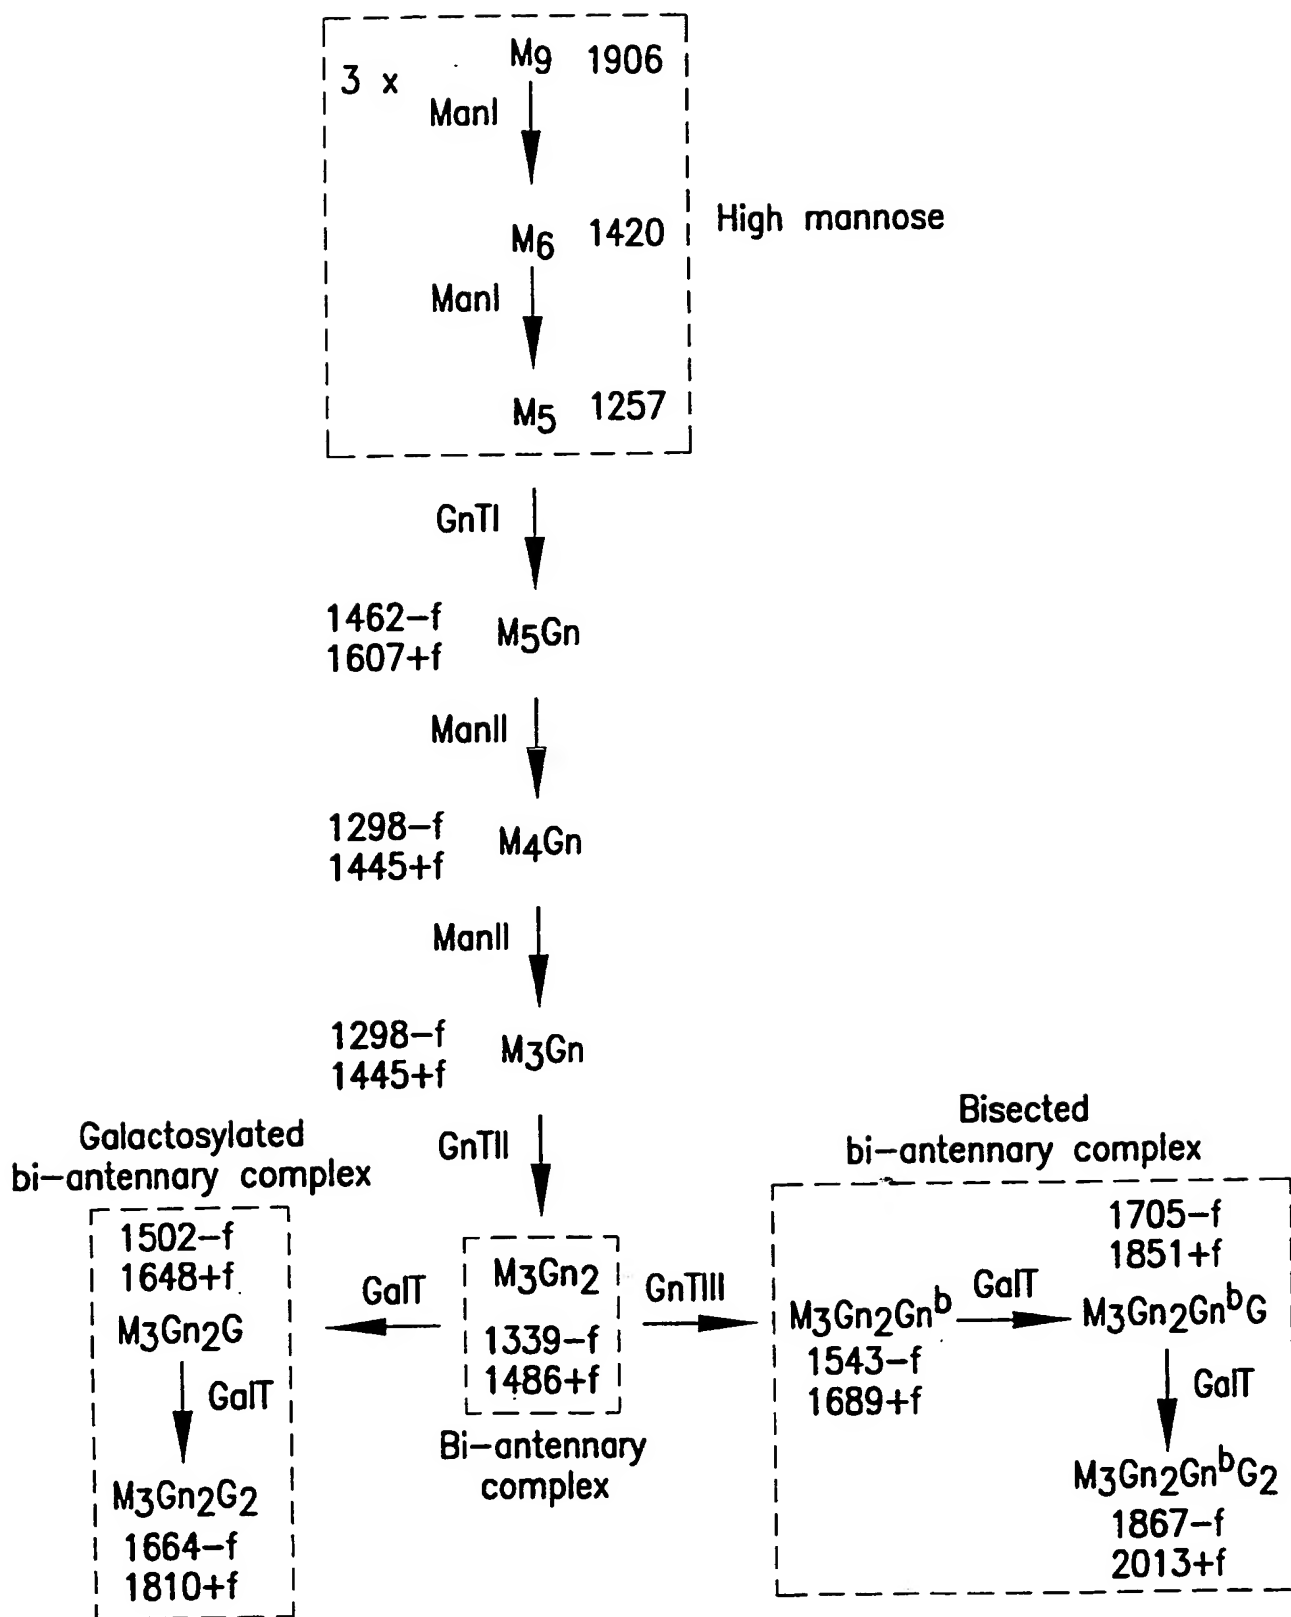 3 x
M9 1906
ManI
M6 1420
ManI
M5 1257
High mannose
GnTI
1462-f
1607+f
M5Gn
ManII
1298-f
1445+f
M4Gn
ManII
1298-f
1445+f
M3Gn
GnTII
Galactosylated
bi-antennary complex
1502-f
1648+f
M3Gn2G
GalT
M3Gn2G2
1664-f
1810+f
GalT
M3Gn2
1339-f
1486+f
Bi-antennary
complex
GnTIII
Bisected
bi-antennary complex
M3Gn2Gnᵇ
1543-f
1689+f
GalT
1705-f
1851+f
M3Gn2GnᵇG
GalT
M3Gn2GnᵇG2
1867-f
2013+f